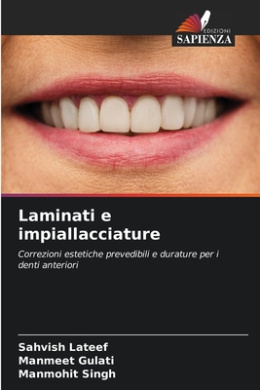 EDIZIONI
SAPIENZA
Laminati e
impiallacciature
Correzioni estetiche prevedibili e durature per i
denti anteriori
Sahvish Lateef
Manmeet Gulati
Manmohit Singh